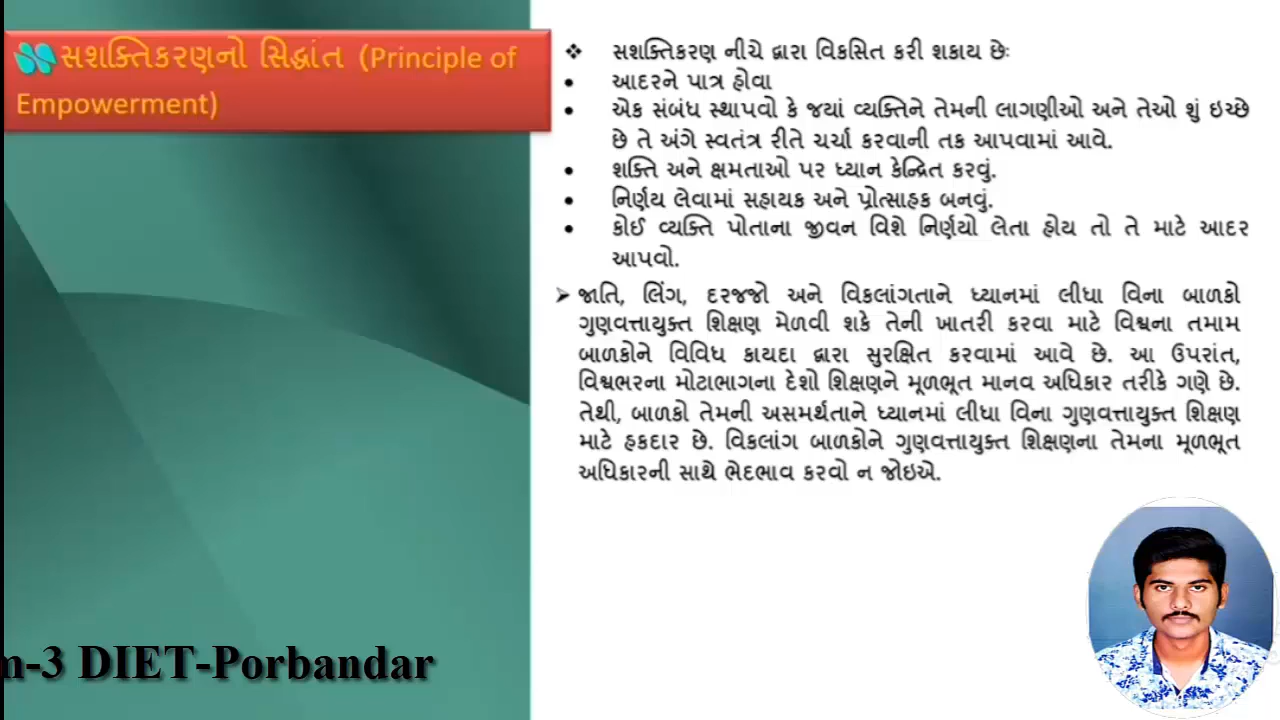 સશક્તિકરણનો સિદ્ધાંત (Principle of
Empowerment)
❖ સશક્તિકરણ નીચે દ્વારા વિકસિત કરી શકાય છેઃ
• આદરને પાત્ર હોવા
• એક સંબંધ સ્થાપવો કે જયાં વ્યક્તિને તેમની લાગણીઓ અને તેઓ શું ઇચ્છે
છે તે અંગે સ્વતંત્ર રીતે ચર્ચા કરવાની તક આપવામાં આવે.
• શક્તિ અને ક્ષમતાઓ પર ધ્યાન કેન્દ્રિત કરવું.
• નિર્ણય લેવામાં સહાયક અને પ્રોત્સાહક બનવું.
• કોઈ વ્યક્તિ પોતાના જીવન વિશે નિર્ણયો લેતા હોય તો તે માટે આદર
આપવો.
➢ જાતિ, લિંગ, દરજજો અને વિકલાંગતાને ધ્યાનમાં લીધા વિના બાળકો
ગુણવત્તાયુક્ત શિક્ષણ મેળવી શકે તેની ખાતરી કરવા માટે વિશ્વના તમામ
બાળકોને વિવિધ કાયદા દ્વારા સુરક્ષિત કરવામાં આવે છે. આ ઉપરાંત,
વિશ્વભરના મોટાભાગના દેશો શિક્ષણને મૂળભૂત માનવ અધિકાર તરીકે ગણે છે.
તેથી, બાળકો તેમની અસમર્થતાને ધ્યાનમાં લીધા વિના ગુણવત્તાયુક્ત શિક્ષણ
માટે હકદાર છે. વિકલાંગ બાળકોને ગુણવત્તાયુક્ત શિક્ષણના તેમના મૂળભૂત
અધિકારની સાથે ભેદભાવ કરવો ન જોઇએ.
m-3 DIET-Porbandar